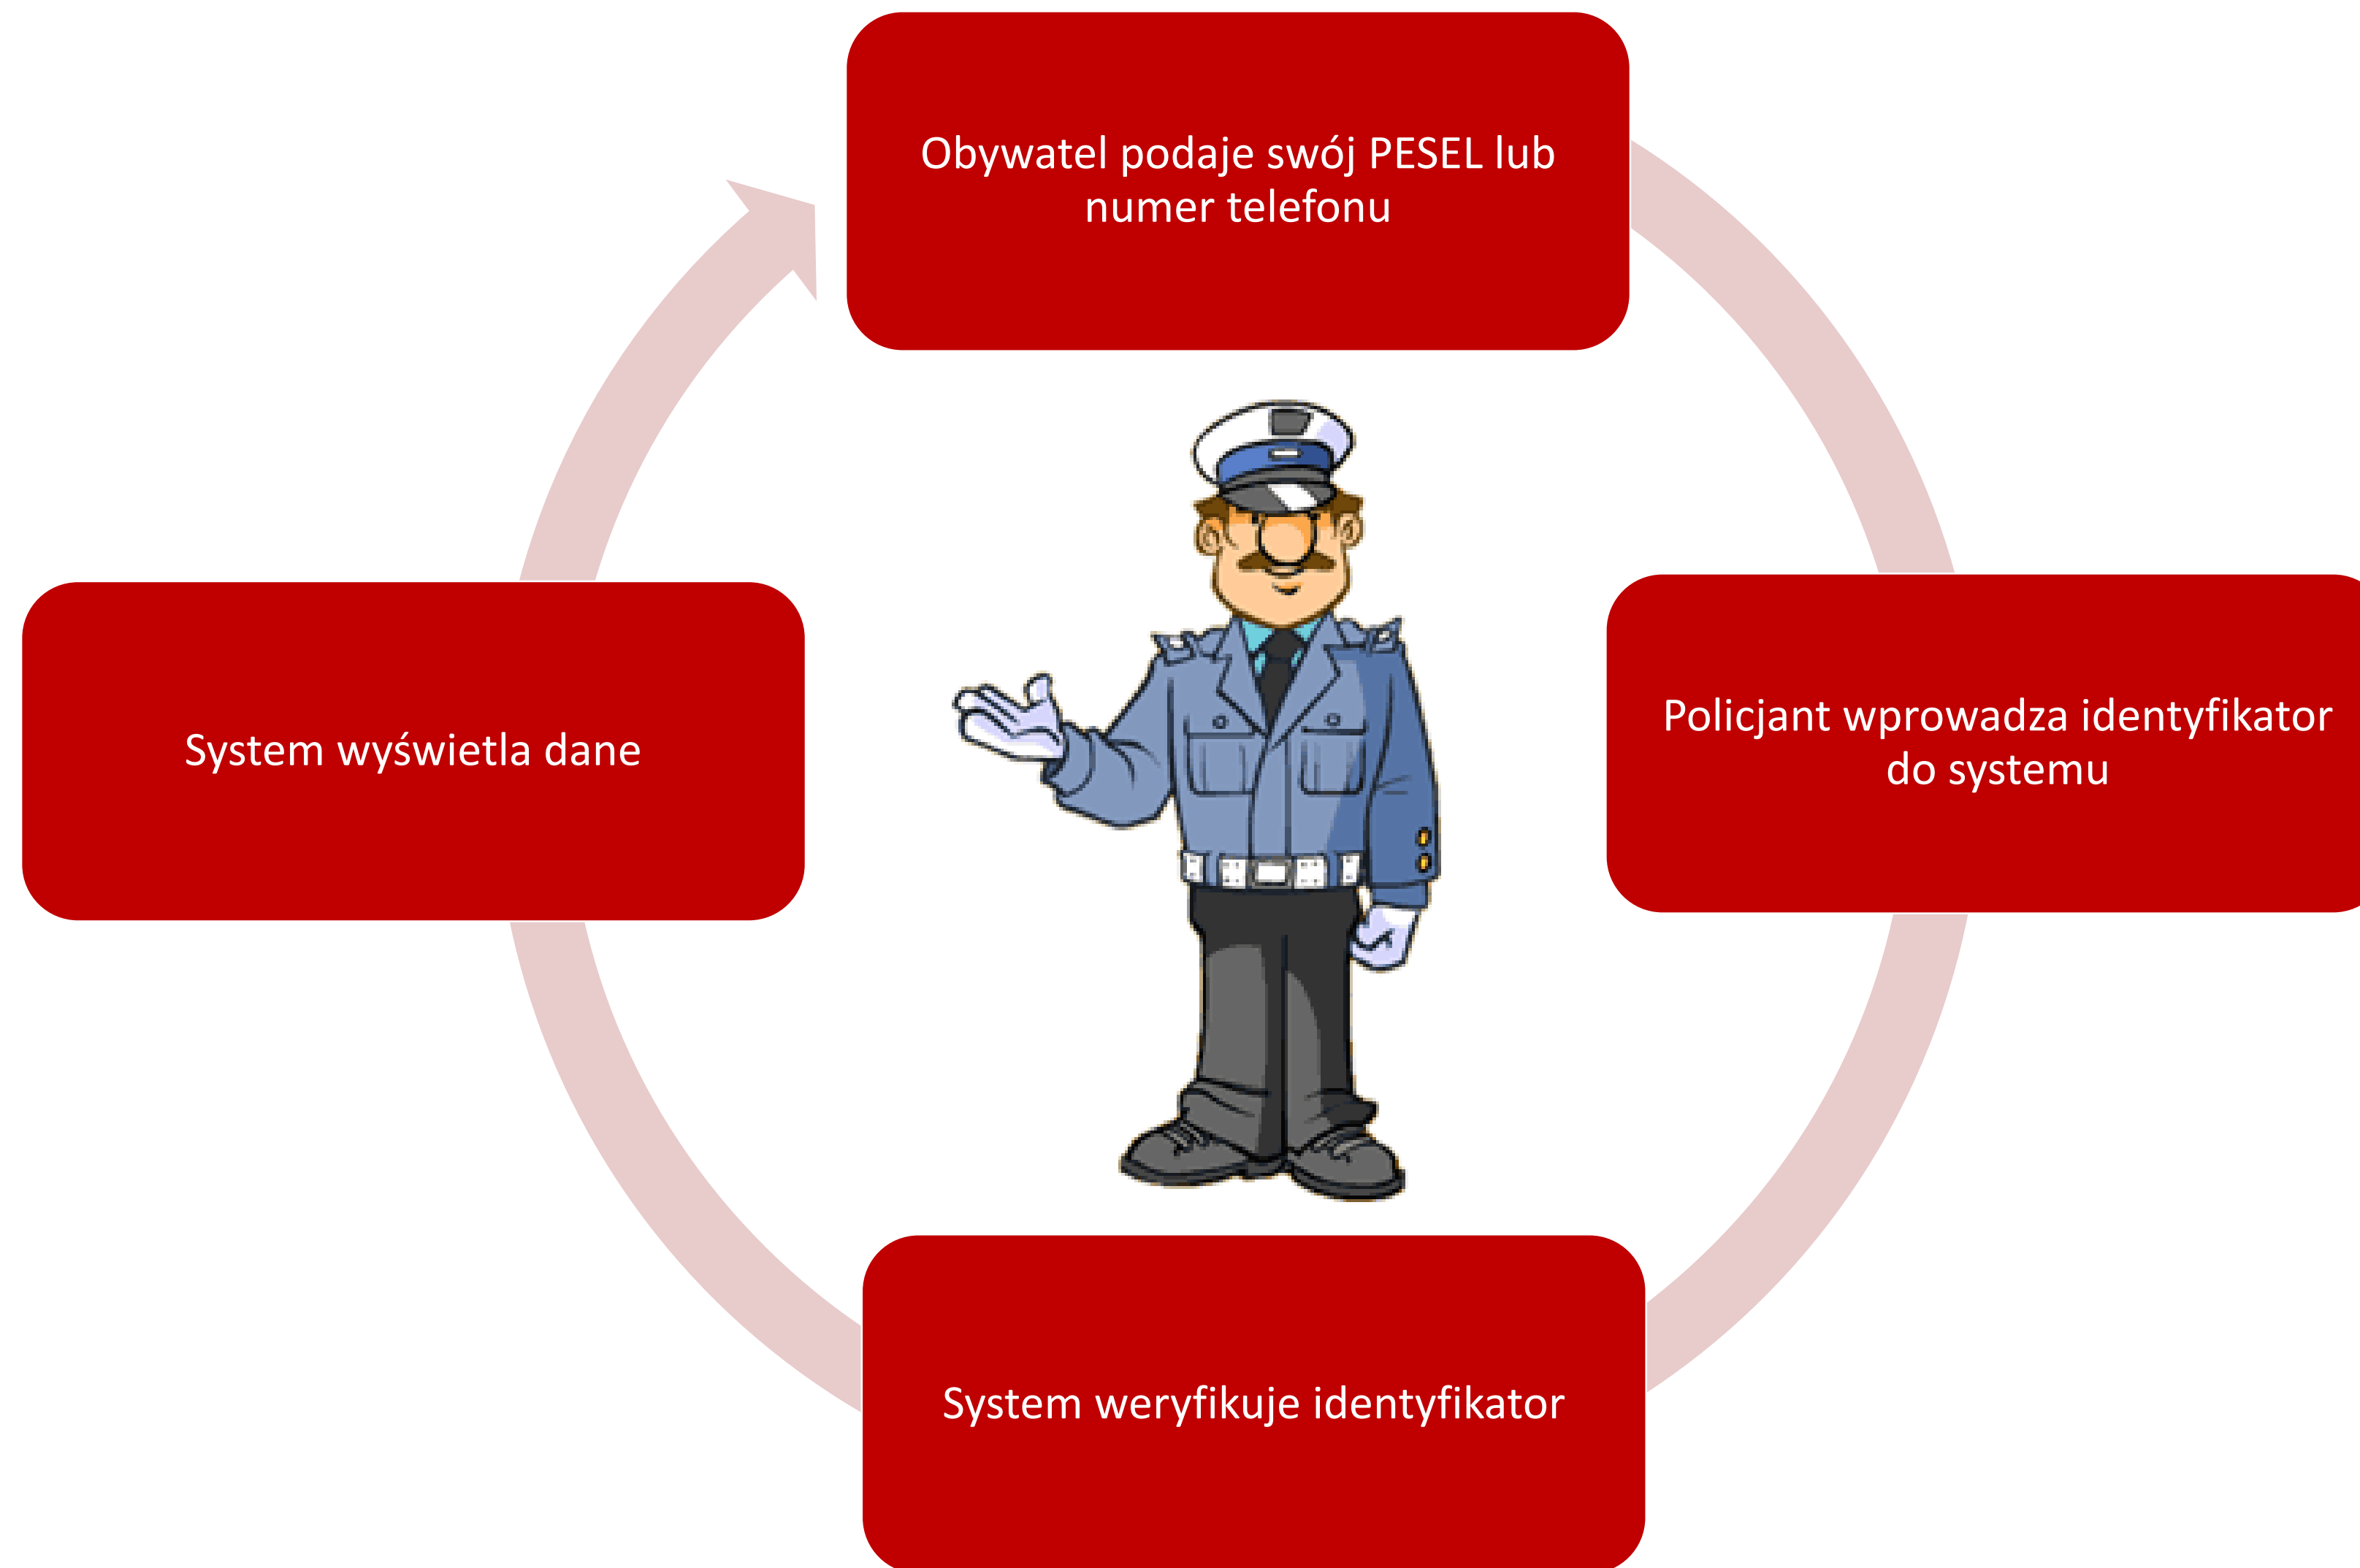 Obywatel podaje swój PESEL lub
numer telefonu
Policjant wprowadza identyfikator
do systemu
System weryfikuje identyfikator
System wyświetla dane